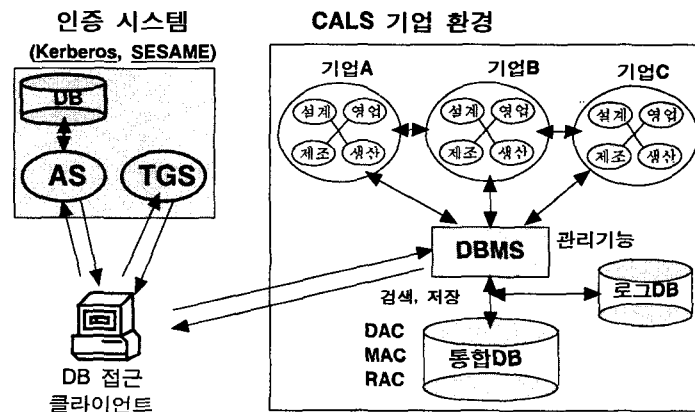 인증 시스템
(Kerberos, SESAME)
DB
AS
TGS
DB 접근
클라이언트
CALS 기업 환경
기업A
기업B
기업C
설계
영업
제조
생산
설계
영업
제조
생산
설계
영업
제조
생산
DBMS
관리기능
검색, 저장
로그DB
DAC
MAC
RAC
통합DB